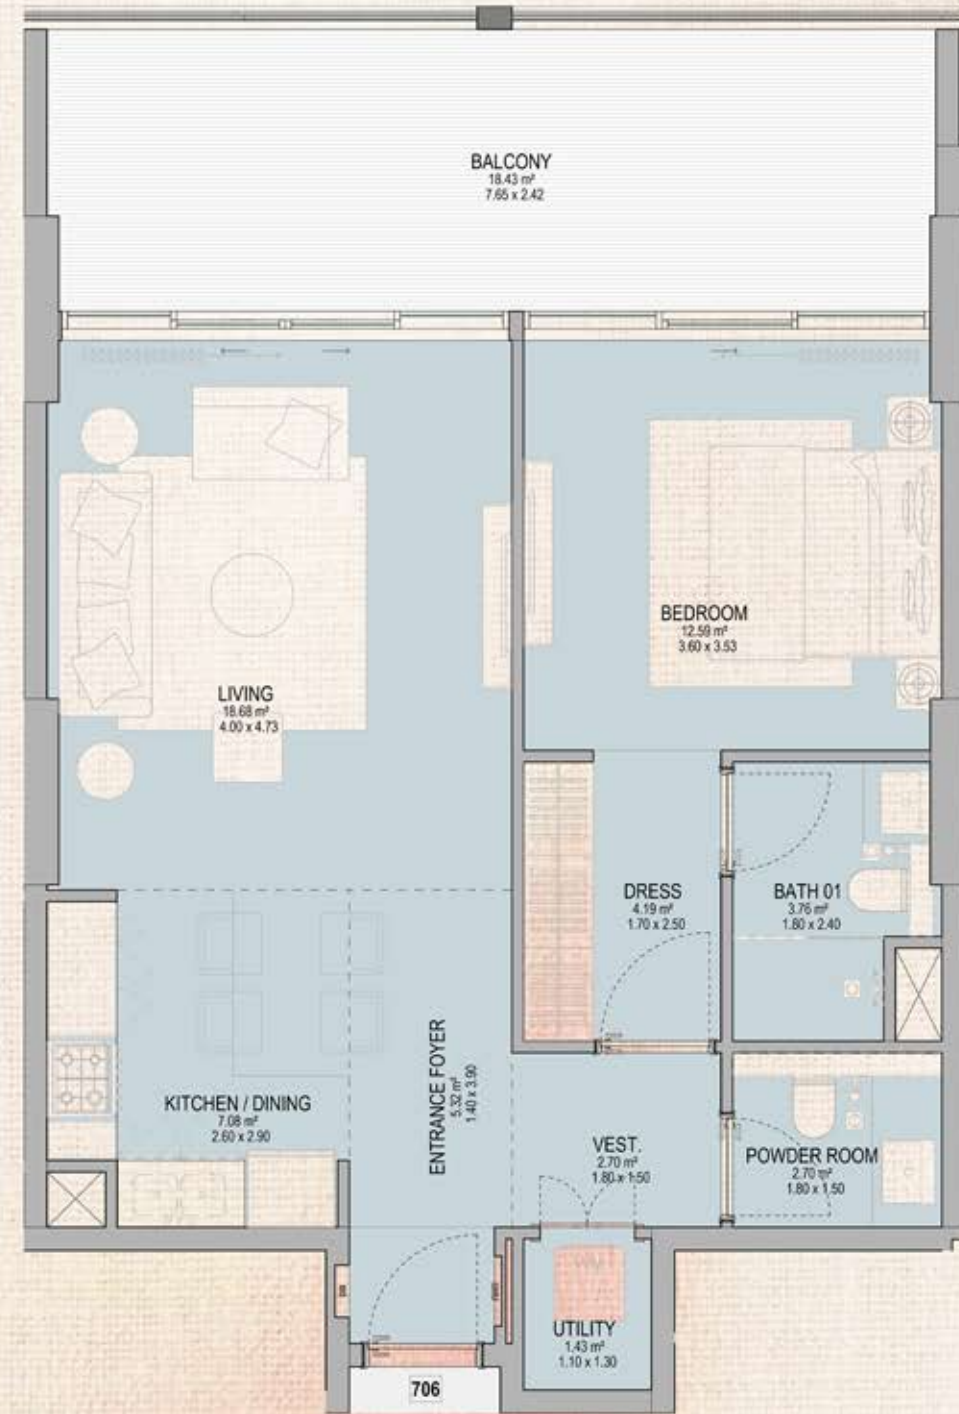 BALCONY
18.43 m²
7.65 x 2.42
BEDROOM
12.59 m²
3.60 x 3.53
LIVING
18.68 m²
4.00 x 4.73
DRESS
4.19 m²
1.70 x 2.50
BATH 01
3.76 m²
1.80 x 2.40
KITCHEN / DINING
7.08 m²
2.60 x 2.90
ENTRANCE FOYER
5.32 m²
1.40 x 3.90
VEST.
2.70 m²
1.80 x 1.50
POWDER ROOM
2.70 m²
1.80 x 1.50
UTILITY
1.43 m²
1.10 x 1.30
706